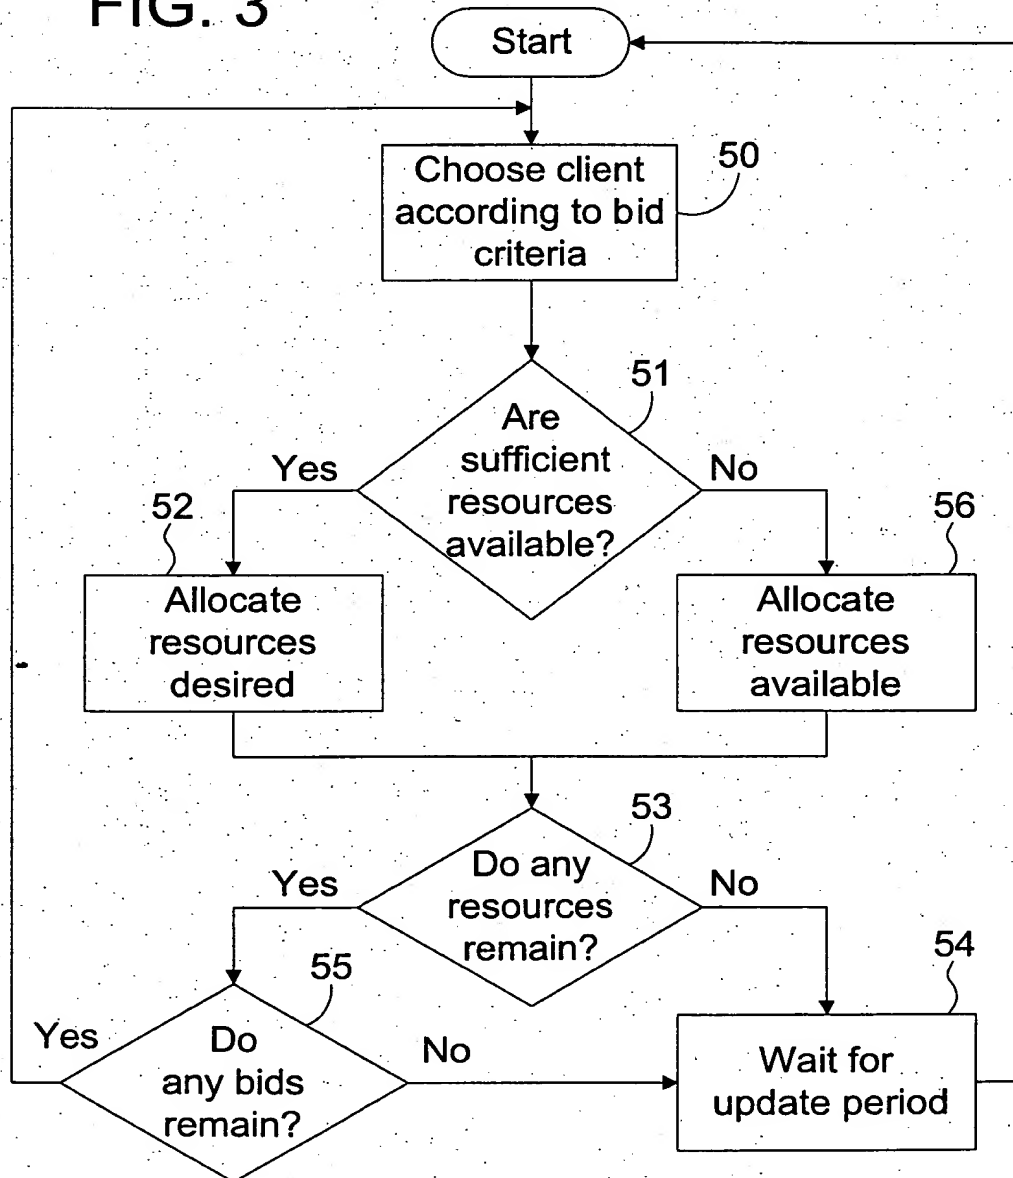 FIG. 3
Start
Choose client
according to bid
criteria
50
51
Are
sufficient
resources
available?
Yes
No
52
56
Allocate
resources
desired
Allocate
resources
available
53
Do any
resources
remain?
Yes
No
55
54
Yes
Do
any bids
remain?
No
Wait for
update period